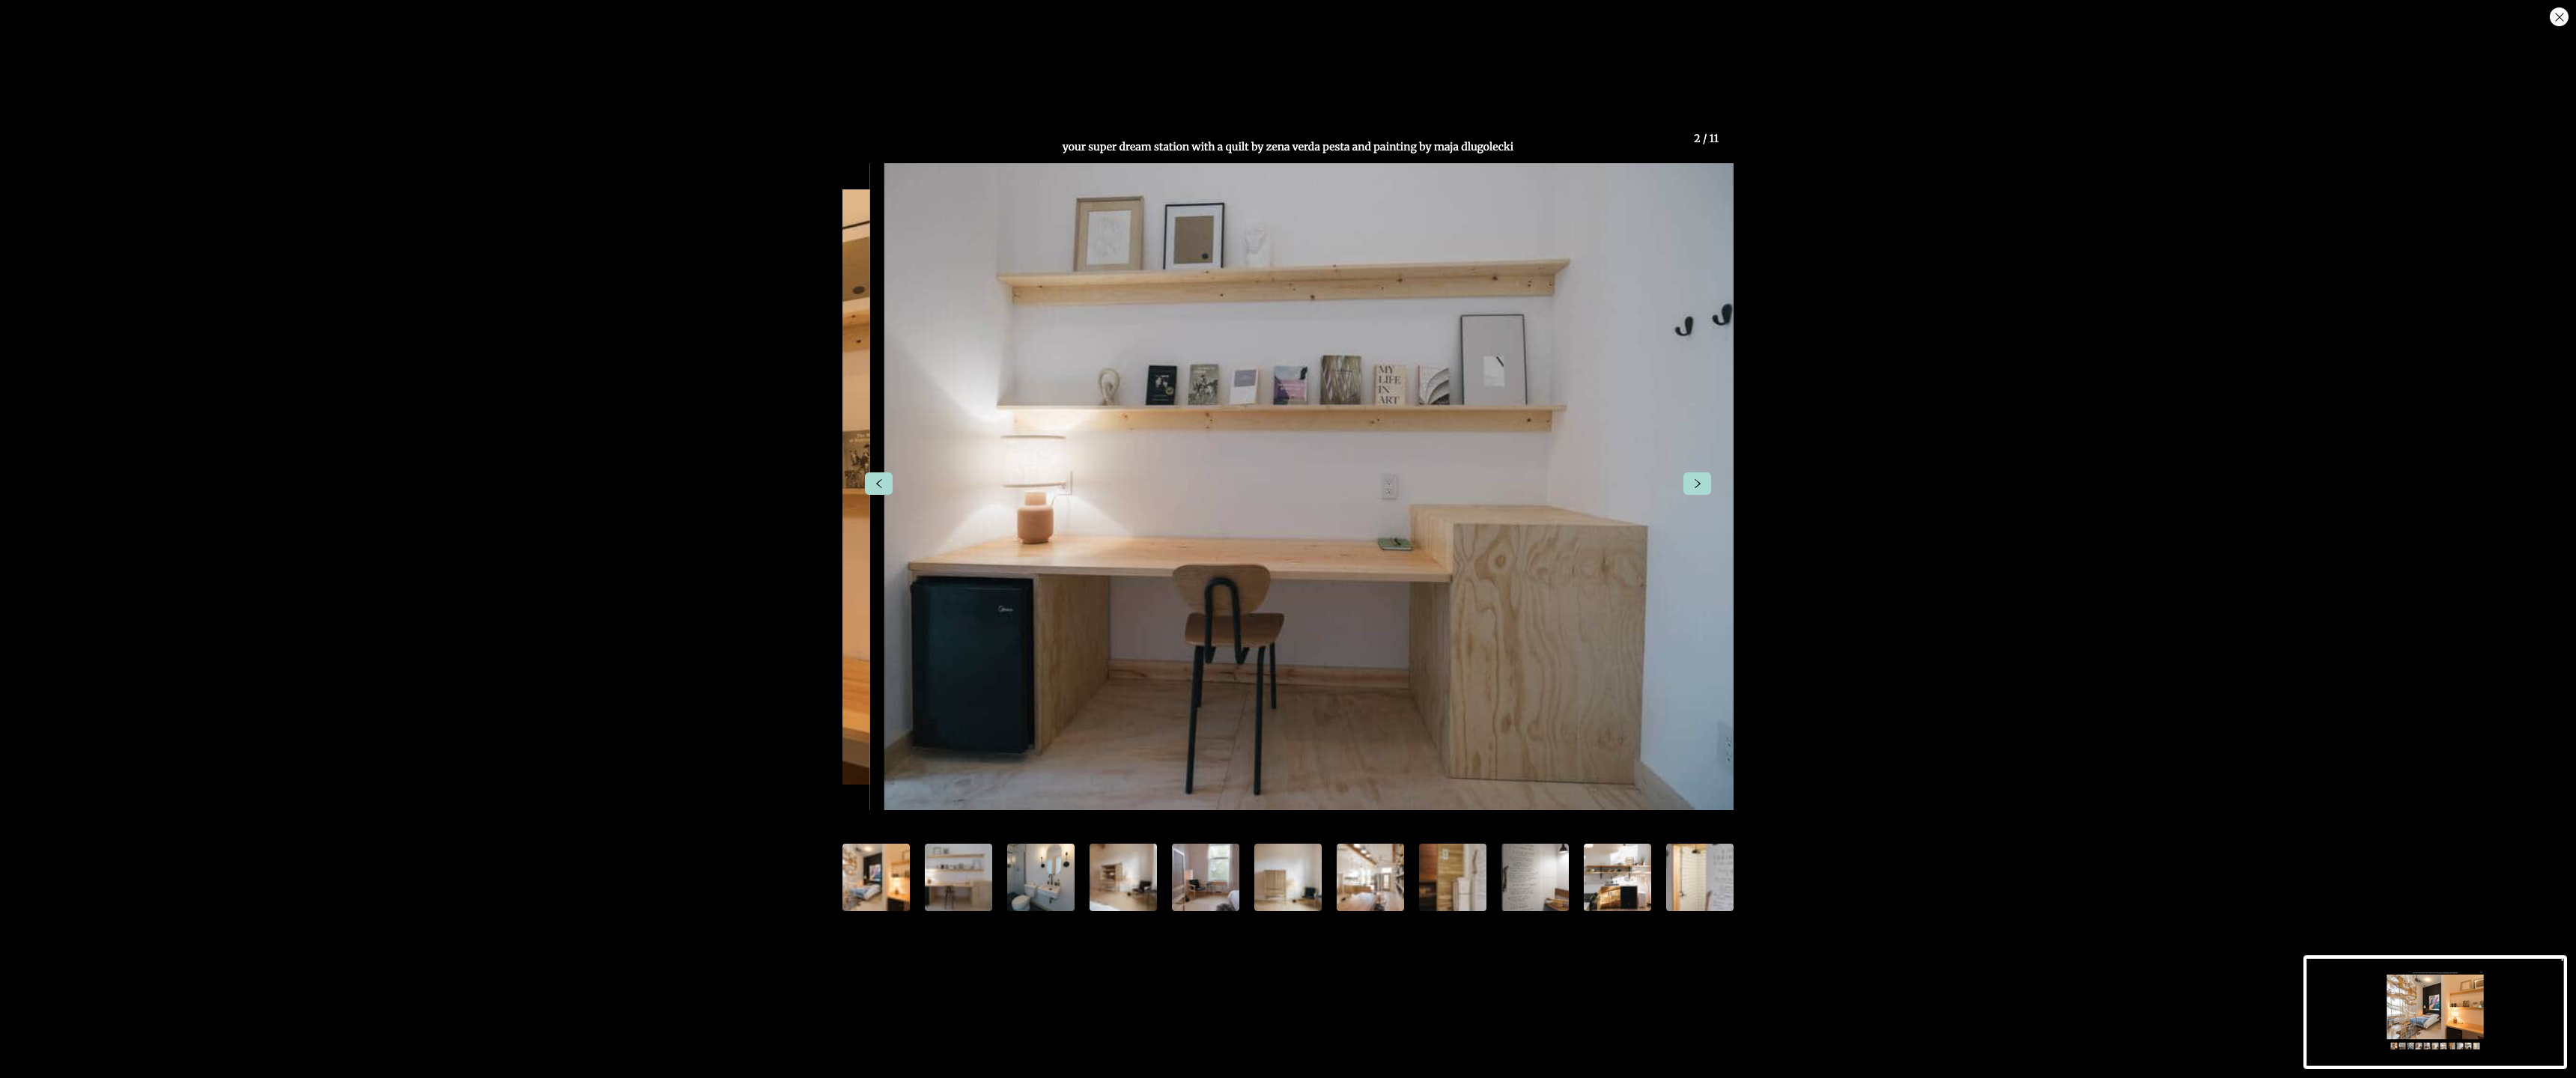 2 / 11
your super dream station with a quilt by zena verda pesta and painting by maja dlugolecki
MY
LIFE
IN
ART